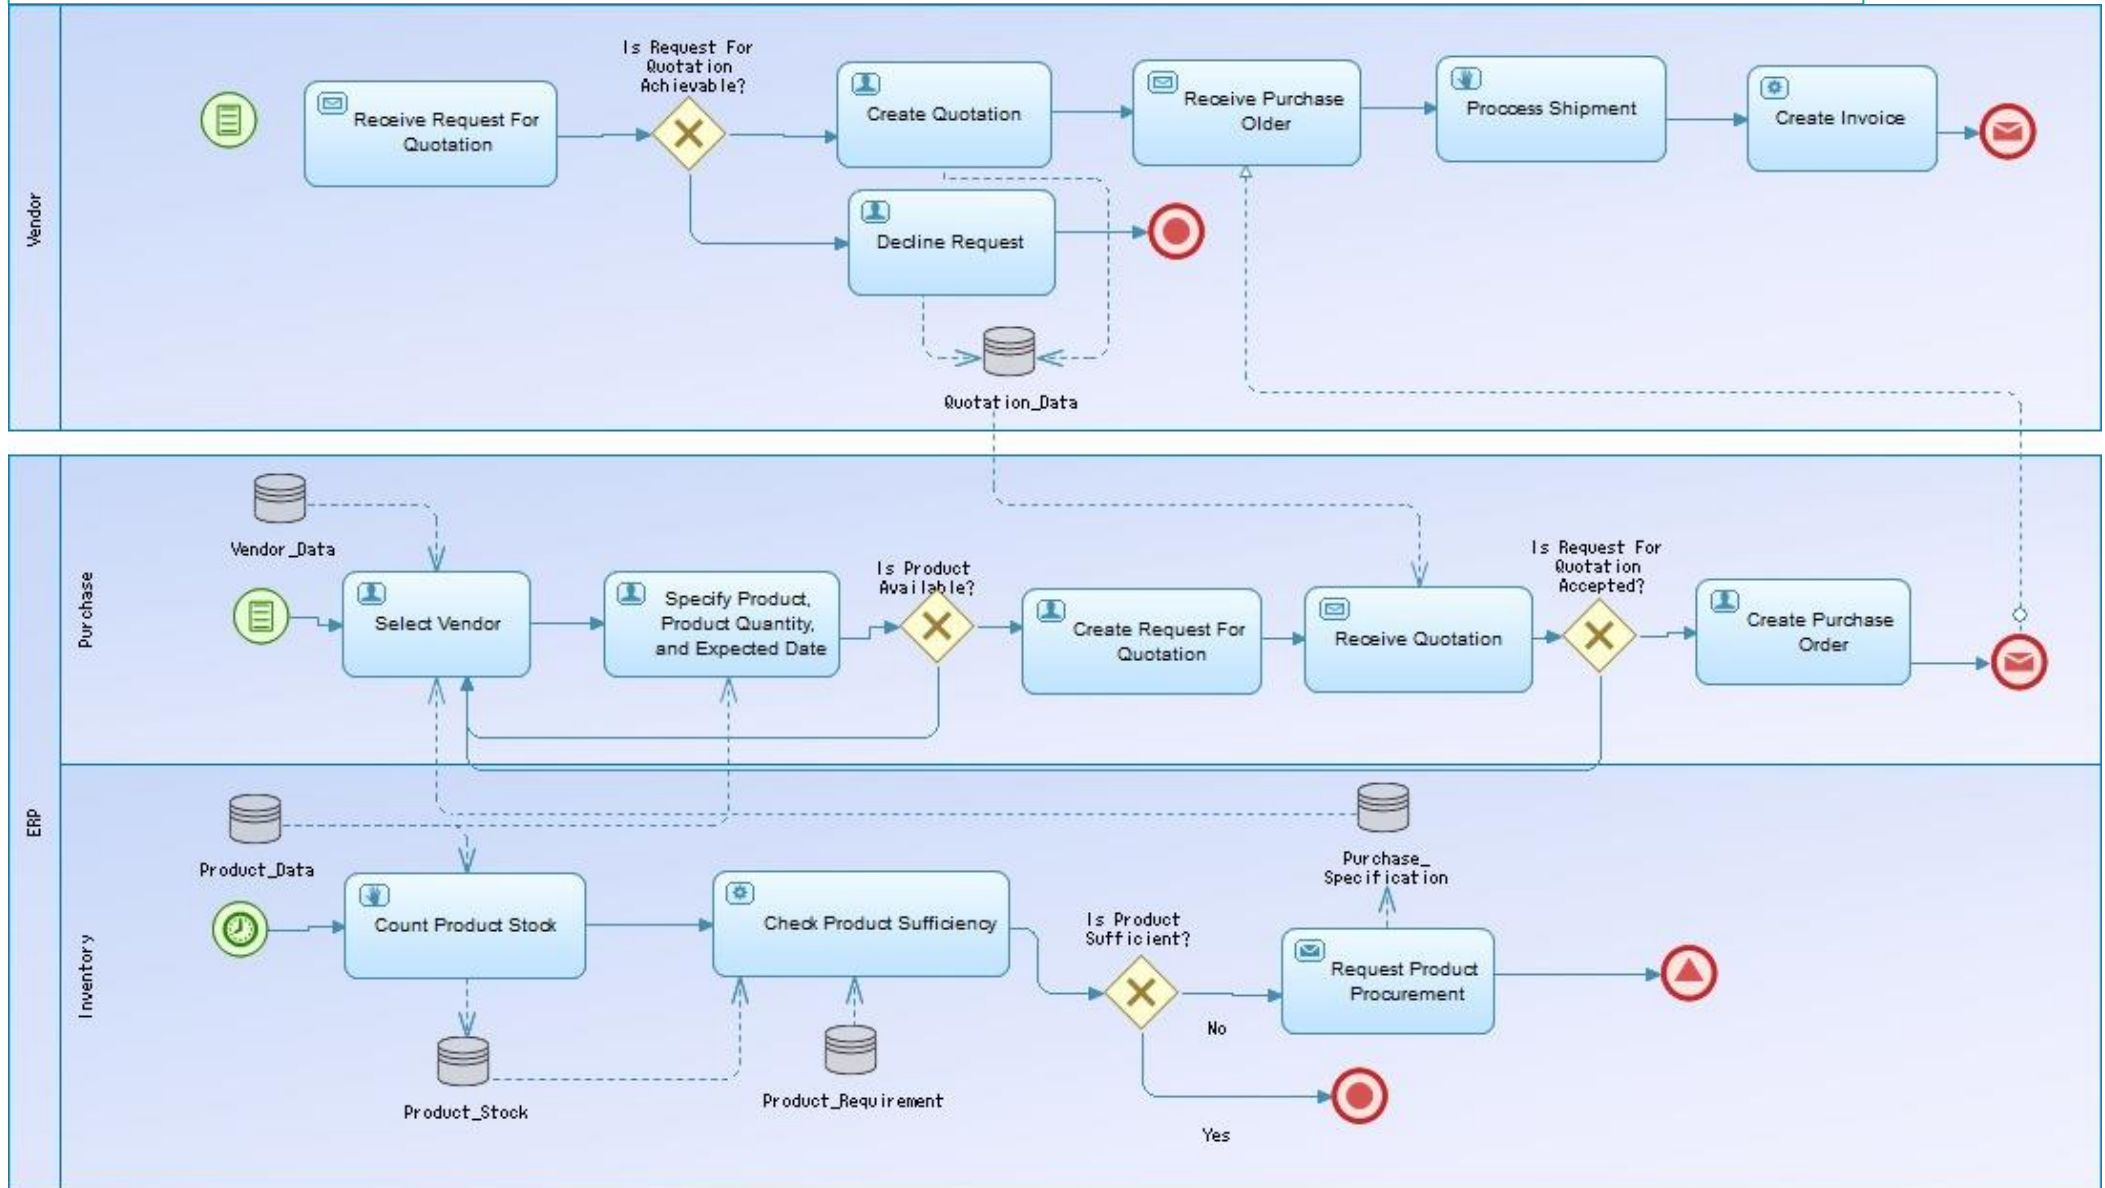 Vendor
Is Request For
Quotation
Achievable?
Receive Request For
Quotation
Create Quotation
Receive Purchase
Older
Proccess Shipment
Create Invoice
Decline Request
Quotation_Data
ERP
Purchase
Vendor_Data
Select Vendor
Specify Product,
Product Quantity,
and Expected Date
Is Product
Available?
Create Request For
Quotation
Receive Quotation
Is Request For
Quotation
Accepted?
Create Purchase
Order
Inventory
Product_Data
Count Product Stock
Product_Stock
Check Product Sufficiency
Product_Requirement
Is Product
Sufficient?
No
Yes
Purchase_
Specification
Request Product
Procurement